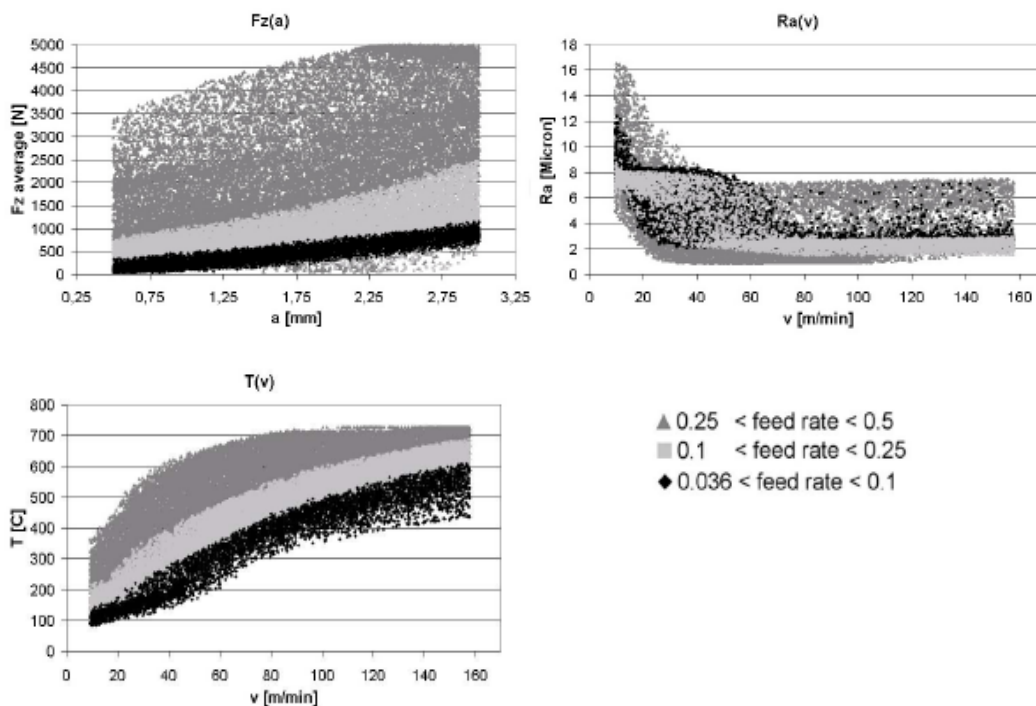 Fz(a)
5000
4500
4000
3500
3000
2500
2000
1500
1000
500
0
Fz average [N]
0,25 0,75 1,25 1,75 2,25 2,75 3,25
a [mm]
Ra(v)
18
16
14
12
10
8
6
4
2
0
Ra [Micron]
0 20 40 60 80 100 120 140 160
v [m/min]
T(v)
800
700
600
500
400
300
200
100
0
T [C]
0 20 40 60 80 100 120 140 160
v [m/min]
0.25 < feed rate < 0.5
0.1 < feed rate < 0.25
0.036 < feed rate < 0.1